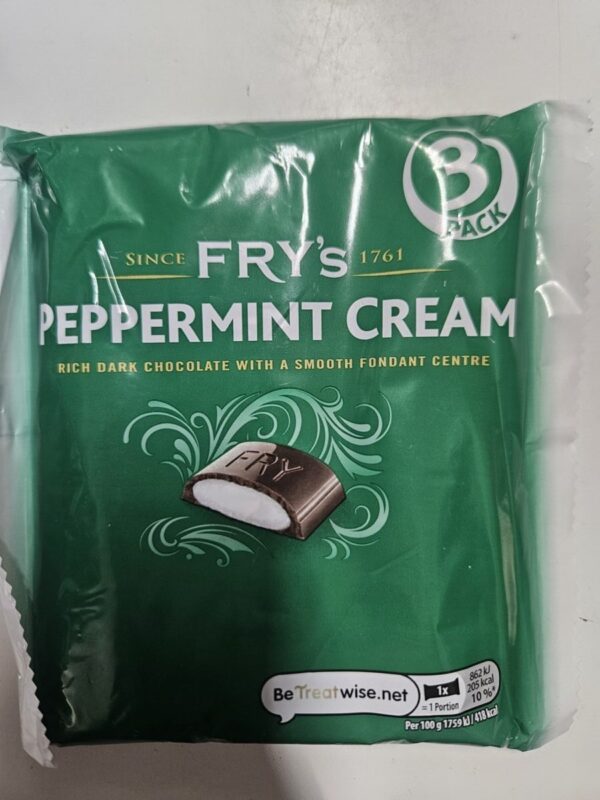 3
PACK
SINCE FRY'S 1761
PEPPERMINT CREAM
RICH DARK CHOCOLATE WITH A SMOOTH FONDANT CENTRE
FRY
BeTreatwise.net
1x
= 1 Portion
862 kJ
205 kcal
10 %*
Per 100 g 1759 kJ / 418 kcal